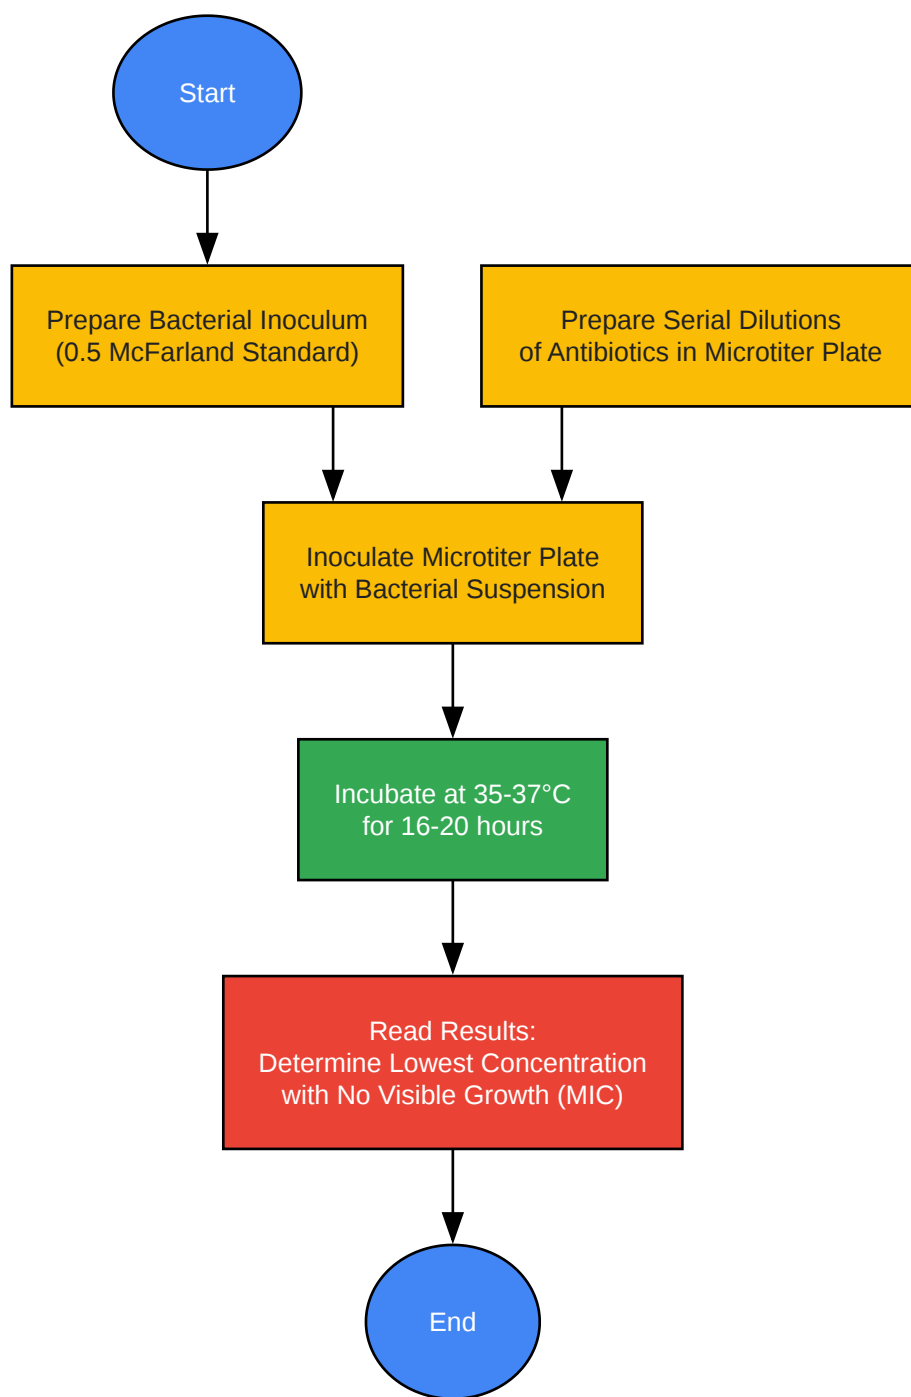 Start
Prepare Bacterial Inoculum
(0.5 McFarland Standard)
Prepare Serial Dilutions
of Antibiotics in Microtiter Plate
Inoculate Microtiter Plate
with Bacterial Suspension
Incubate at 35-37°C
for 16-20 hours
Read Results:
Determine Lowest Concentration
with No Visible Growth (MIC)
End